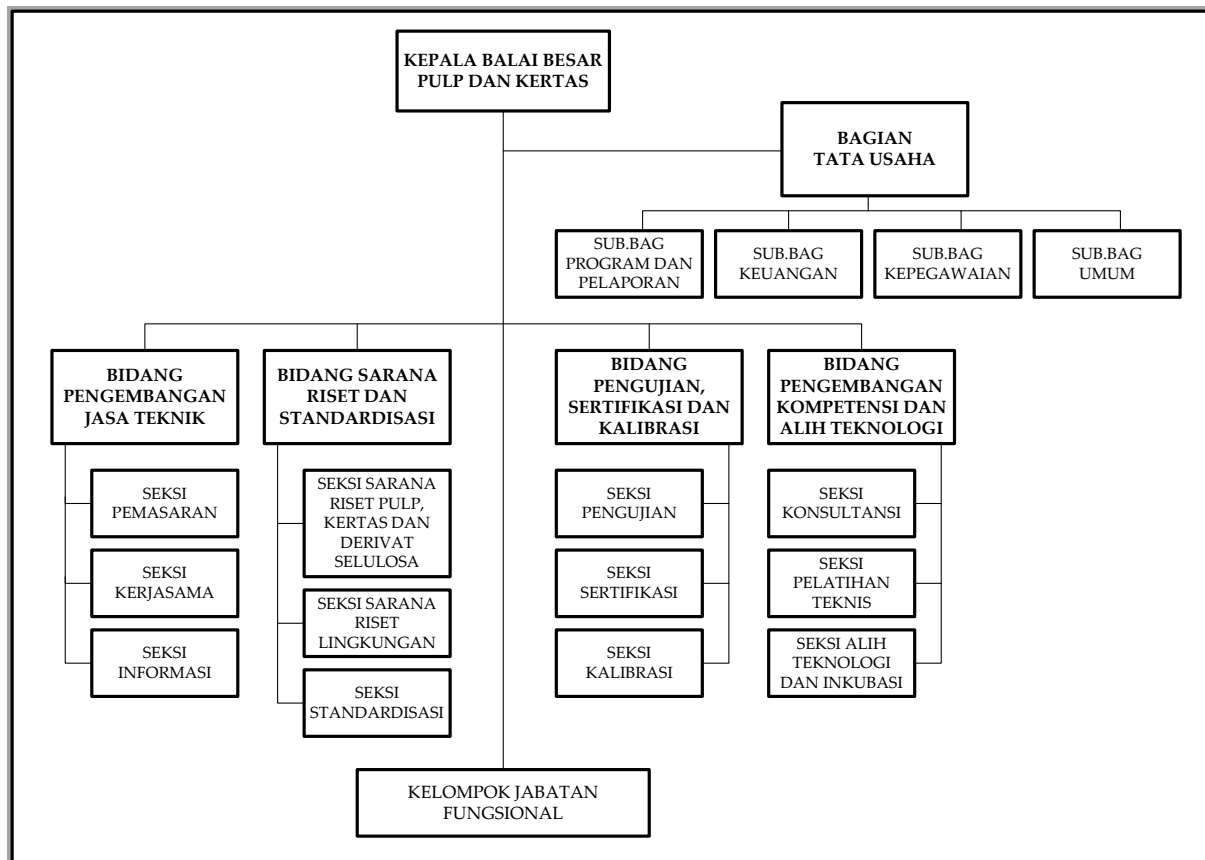 KEPALA BALAI BESAR
PULP DAN KERTAS
BAGIAN
TATA USAHA
SUB.BAG
PROGRAM DAN
PELAPORAN
SUB.BAG
KEUANGAN
SUB.BAG
KEPEGAWAIAN
SUB.BAG
UMUM
BIDANG
PENGEMBANGAN
JASA TEKNIK
BIDANG SARANA
RISET DAN
STANDARDISASI
BIDANG
PENGUJIAN,
SERTIFIKASI DAN
KALIBRASI
BIDANG
PENGEMBANGAN
KOMPETENSI DAN
ALIH TEKNOLOGI
SEKSI
PEMASARAN
SEKSI
KERJASAMA
SEKSI
INFORMASI
SEKSI SARANA
RISET PULP,
KERTAS DAN
DERIVAT
SELULOSA
SEKSI SARANA
RISET
LINGKUNGAN
SEKSI
STANDARDISASI
SEKSI
PENGUJIAN
SEKSI
SERTIFIKASI
SEKSI
KALIBRASI
SEKSI
KONSULTANSI
SEKSI
PELATIHAN
TEKNIS
SEKSI ALIH
TEKNOLOGI
DAN INKUBASI
KELOMPOK JABATAN
FUNGSIONAL